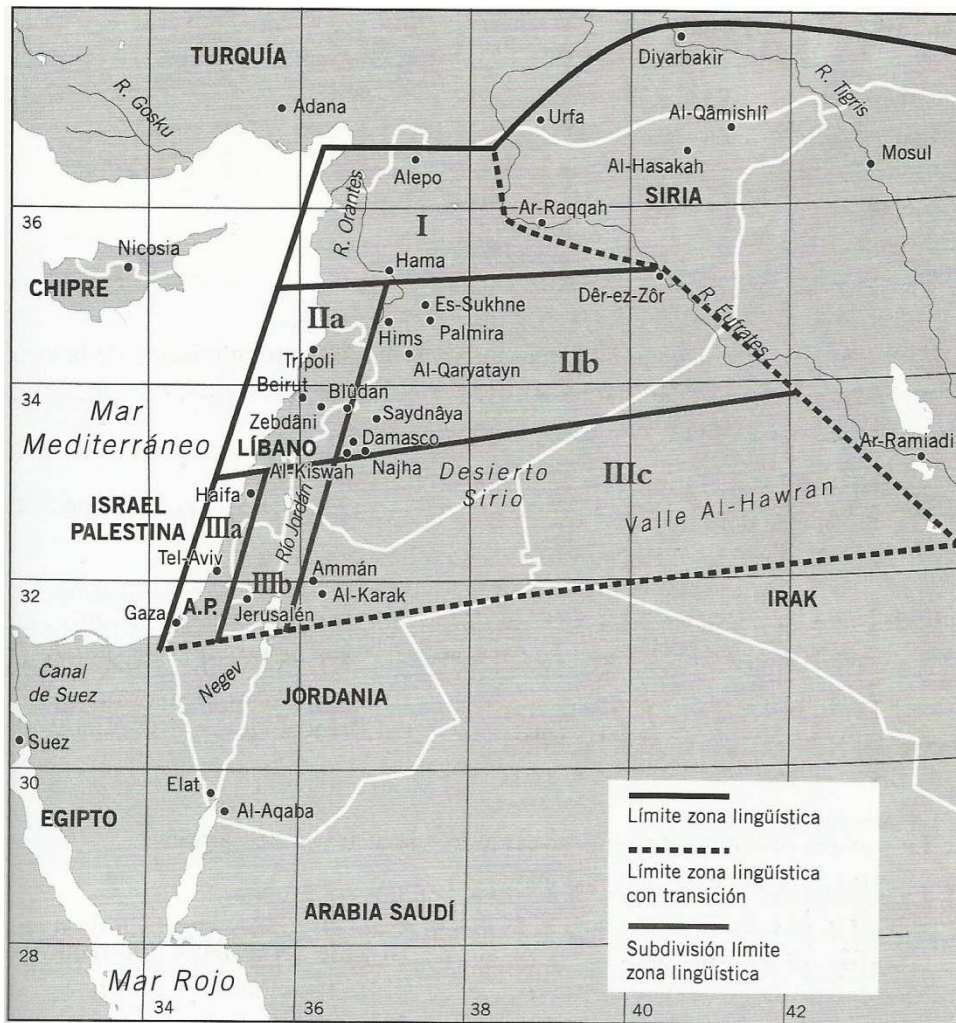 TURQUÍA
R. Gosku
Adana
Diyarbakir
R. Tigris
Urfa
Al-Qâmishlî
Al-Hasakah
Mosul
SIRIA
Alepo
R. Orantes
36
I
Ar-Raqqah
Nicosia
CHIPRE
Hama
Dêr-ez-Zôr
R. Éufrates
IIa
Es-Sukhne
Hims
Palmira
Trípoli
Al-Qaryatayn
IIb
34
Beirut
Blûdan
Zebdâni
Saydnâya
Mar
Mediterráneo
LÍBANO
Damasco
Al-Kiswah
Najha
Desierto
Sirio
Ar-Ramiadi
IIIc
Valle Al-Hawran
ISRAEL
PALESTINA
Haifa
IIIa
Río Jordán
Tel-Aviv
32
IIIb
Ammán
Al-Karak
IRAK
Gaza
A.P.
Jerusalén
Canal
de Suez
Negev
JORDANIA
Suez
30
Elat
Al-Aqaba
EGIPTO
ARABIA SAUDÍ
28
Mar Rojo
34
36
38
40
42
Límite zona lingüística
Límite zona lingüística
con transición
Subdivisión límite
zona lingüística